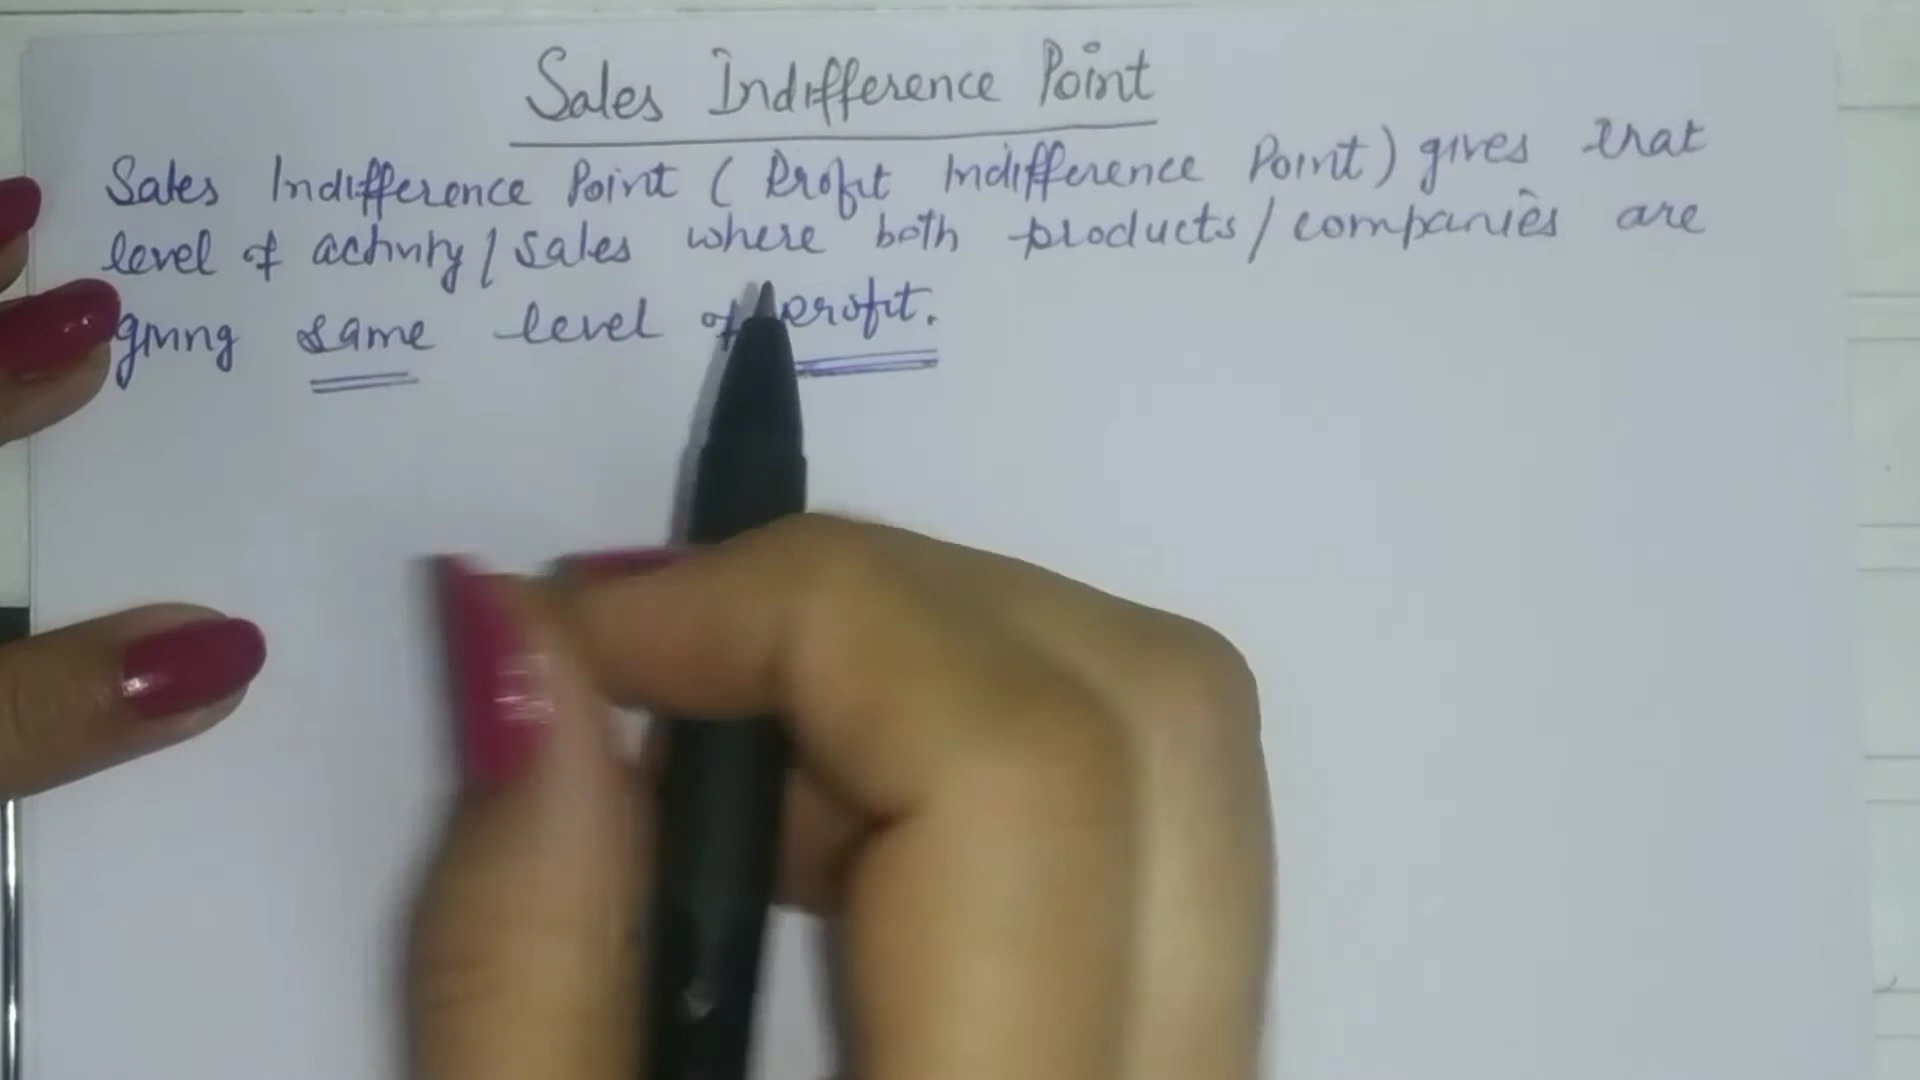 Sales Indifference Point
Sales Indifference Point (Profit Indifference Point) gives that
level of activity/sales where both products/companies are
giving same level of profit.